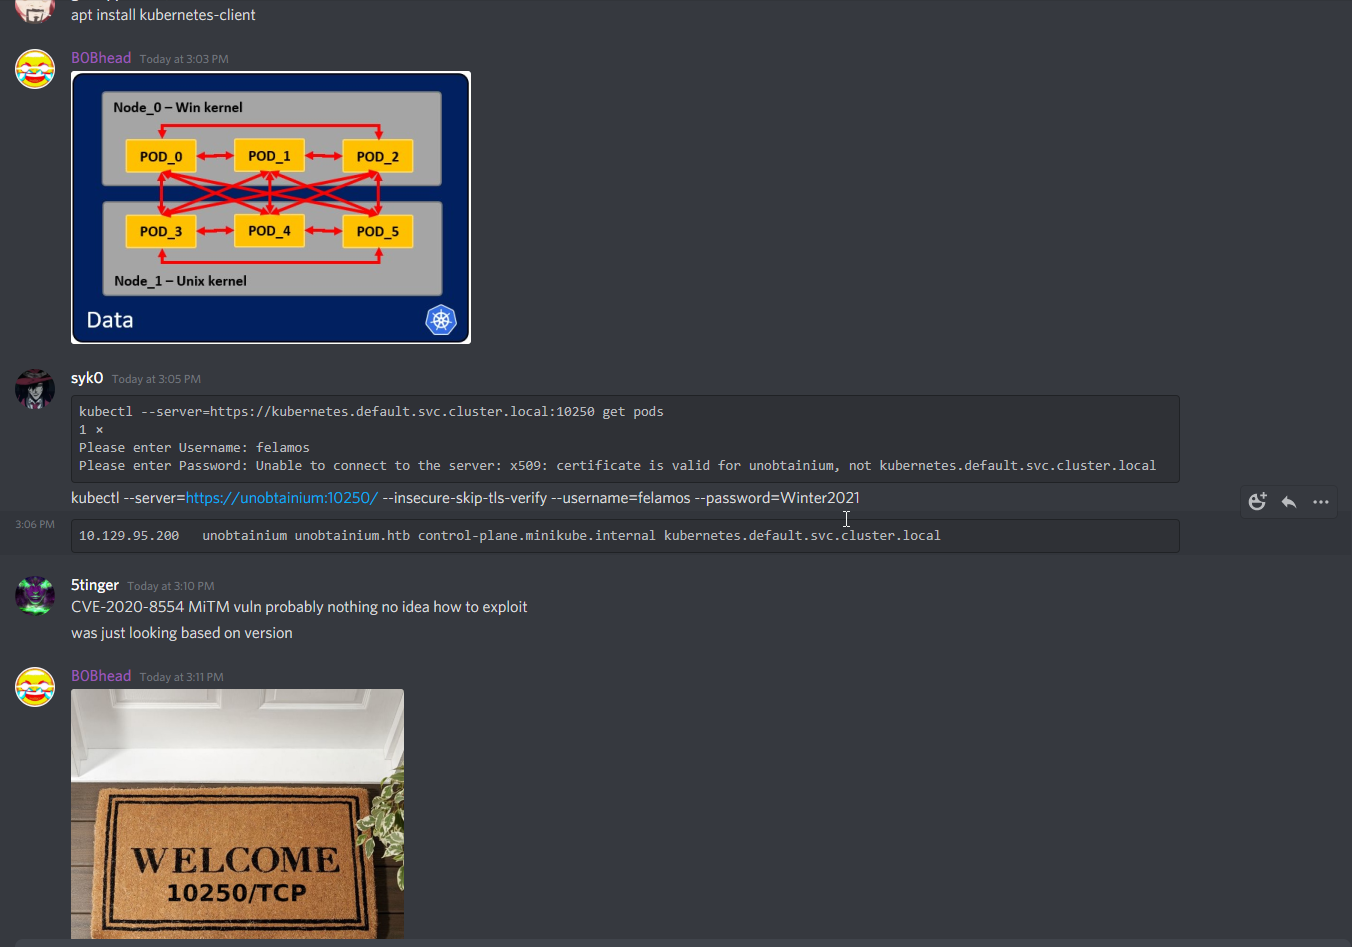 apt install kubernetes-client
B0Bhead Today at 3:03 PM
Node_0 – Win kernel
POD_0 POD_1 POD_2
POD_3 POD_4 POD_5
Node_1 – Unix kernel
Data
syk0 Today at 3:05 PM
kubectl --server=https://kubernetes.default.svc.cluster.local:10250 get pods
1 ×
Please enter Username: felamos
Please enter Password: Unable to connect to the server: x509: certificate is valid for unobtainium, not kubernetes.default.svc.cluster.local
kubectl --server=https://unobtainium:10250/ --insecure-skip-tls-verify --username=felamos --password=Winter2021
3:06 PM
10.129.95.200   unobtainium unobtainium.htb control-plane.minikube.internal kubernetes.default.svc.cluster.local
5tinger Today at 3:10 PM
CVE-2020-8554 MiTM vuln probably nothing no idea how to exploit
was just looking based on version
B0Bhead Today at 3:11 PM
WELCOME
10250/TCP